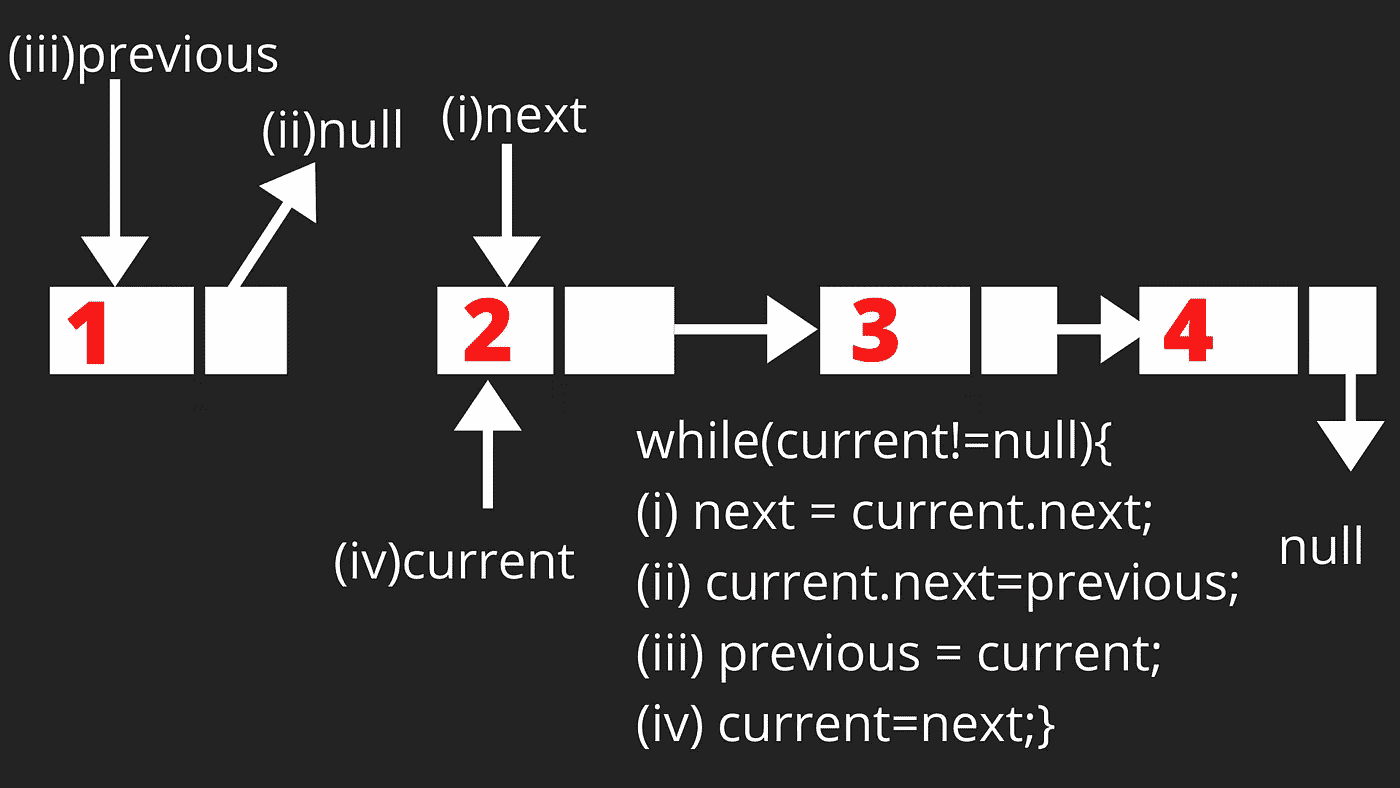 (iii)previous
(ii)null
(i)next
1
2
3
4
(iv)current
while(current!=null){
(i) next = current.next;
(ii) current.next=previous;
(iii) previous = current;
(iv) current=next;}
null